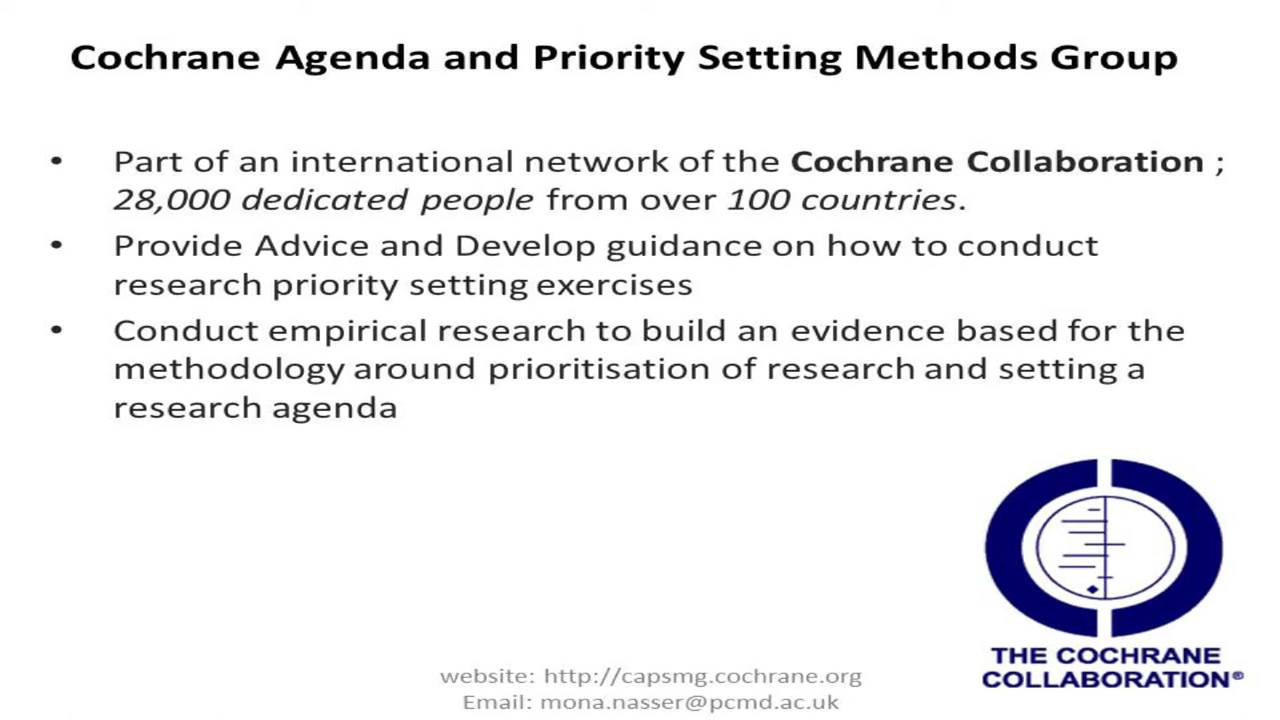 Cochrane Agenda and Priority Setting Methods Group
• Part of an international network of the Cochrane Collaboration ;
28,000 dedicated people from over 100 countries.
• Provide Advice and Develop guidance on how to conduct
research priority setting exercises
• Conduct empirical research to build an evidence based for the
methodology around prioritisation of research and setting a
research agenda
THE COCHRANE
COLLABORATION®
website: http://capsmg.cochrane.org
Email: mona.nasser@pcmd.ac.uk